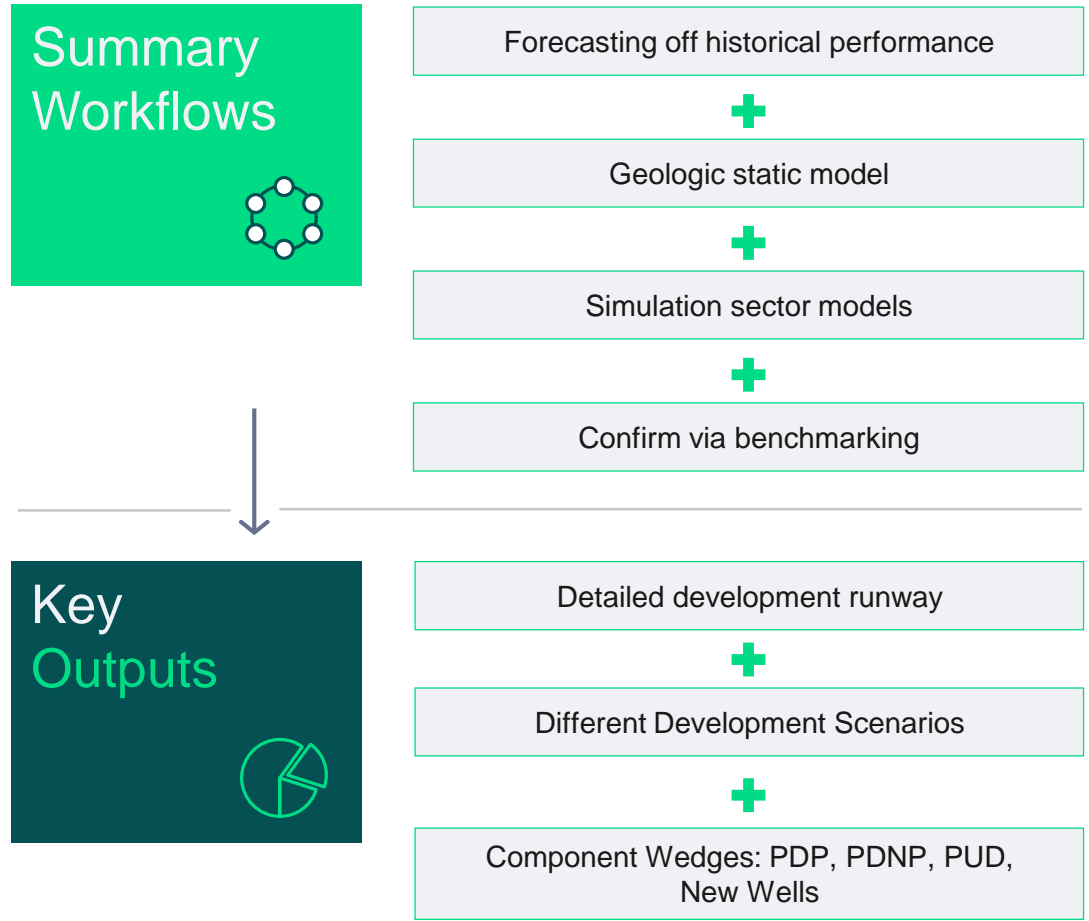 Summary
Workflows
Forecasting off historical performance
Geologic static model
Simulation sector models
Confirm via benchmarking
Key
Outputs
Detailed development runway
Different Development Scenarios
Component Wedges: PDP, PDNP, PUD,
New Wells